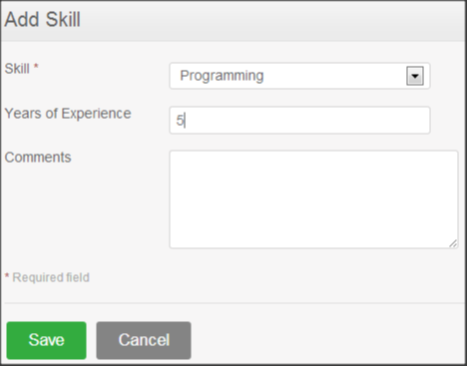 Add Skill
Skill *
Programming
Years of Experience
5
Comments
* Required field
Save
Cancel